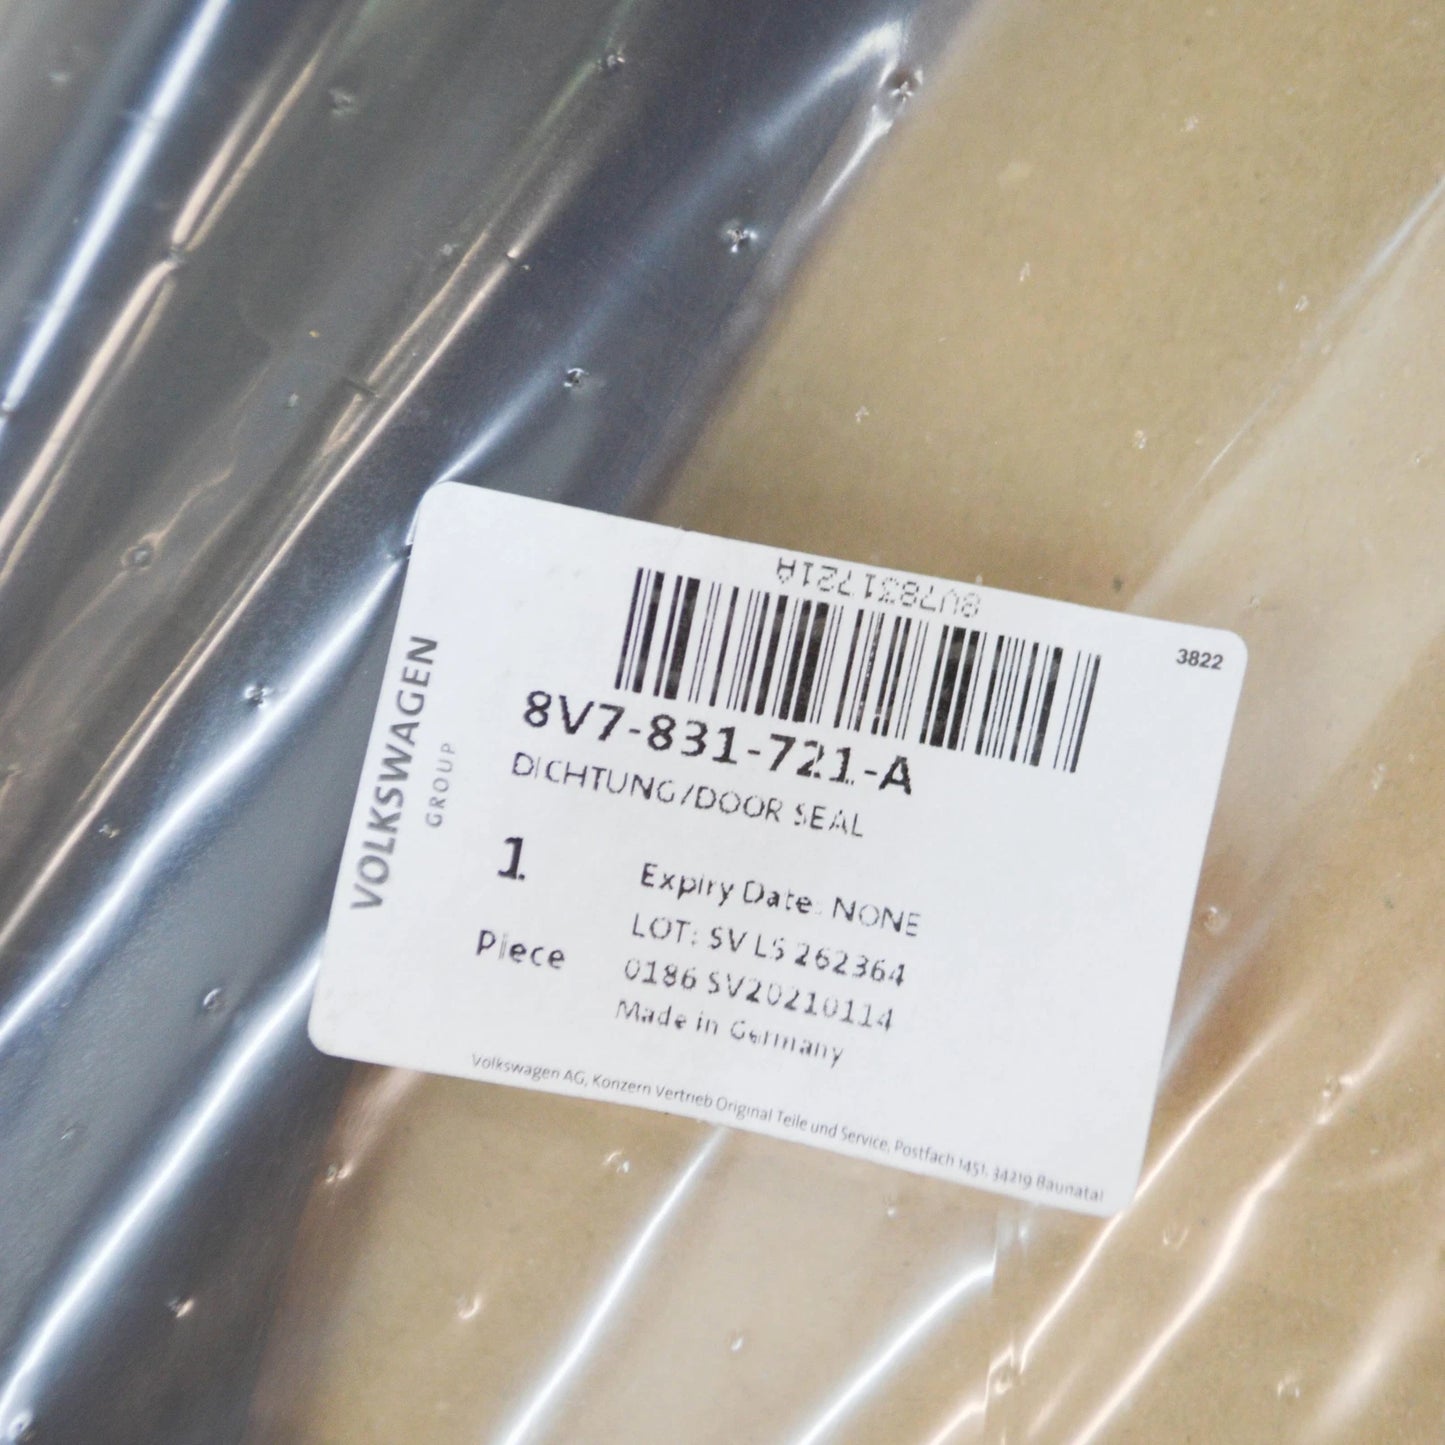 8V7831721A
3822
VOLKSWAGEN
GROUP
8V7-831-721-A
DICHTUNG/DOOR SEAL
1
Piece
Expiry Date: NONE
LOT: SV LS 262364
0186 SV20210114
Made in Germany
Volkswagen AG, Konzern Vertrieb Original Teile und Service, Postfach 1451, 34219 Baunatal